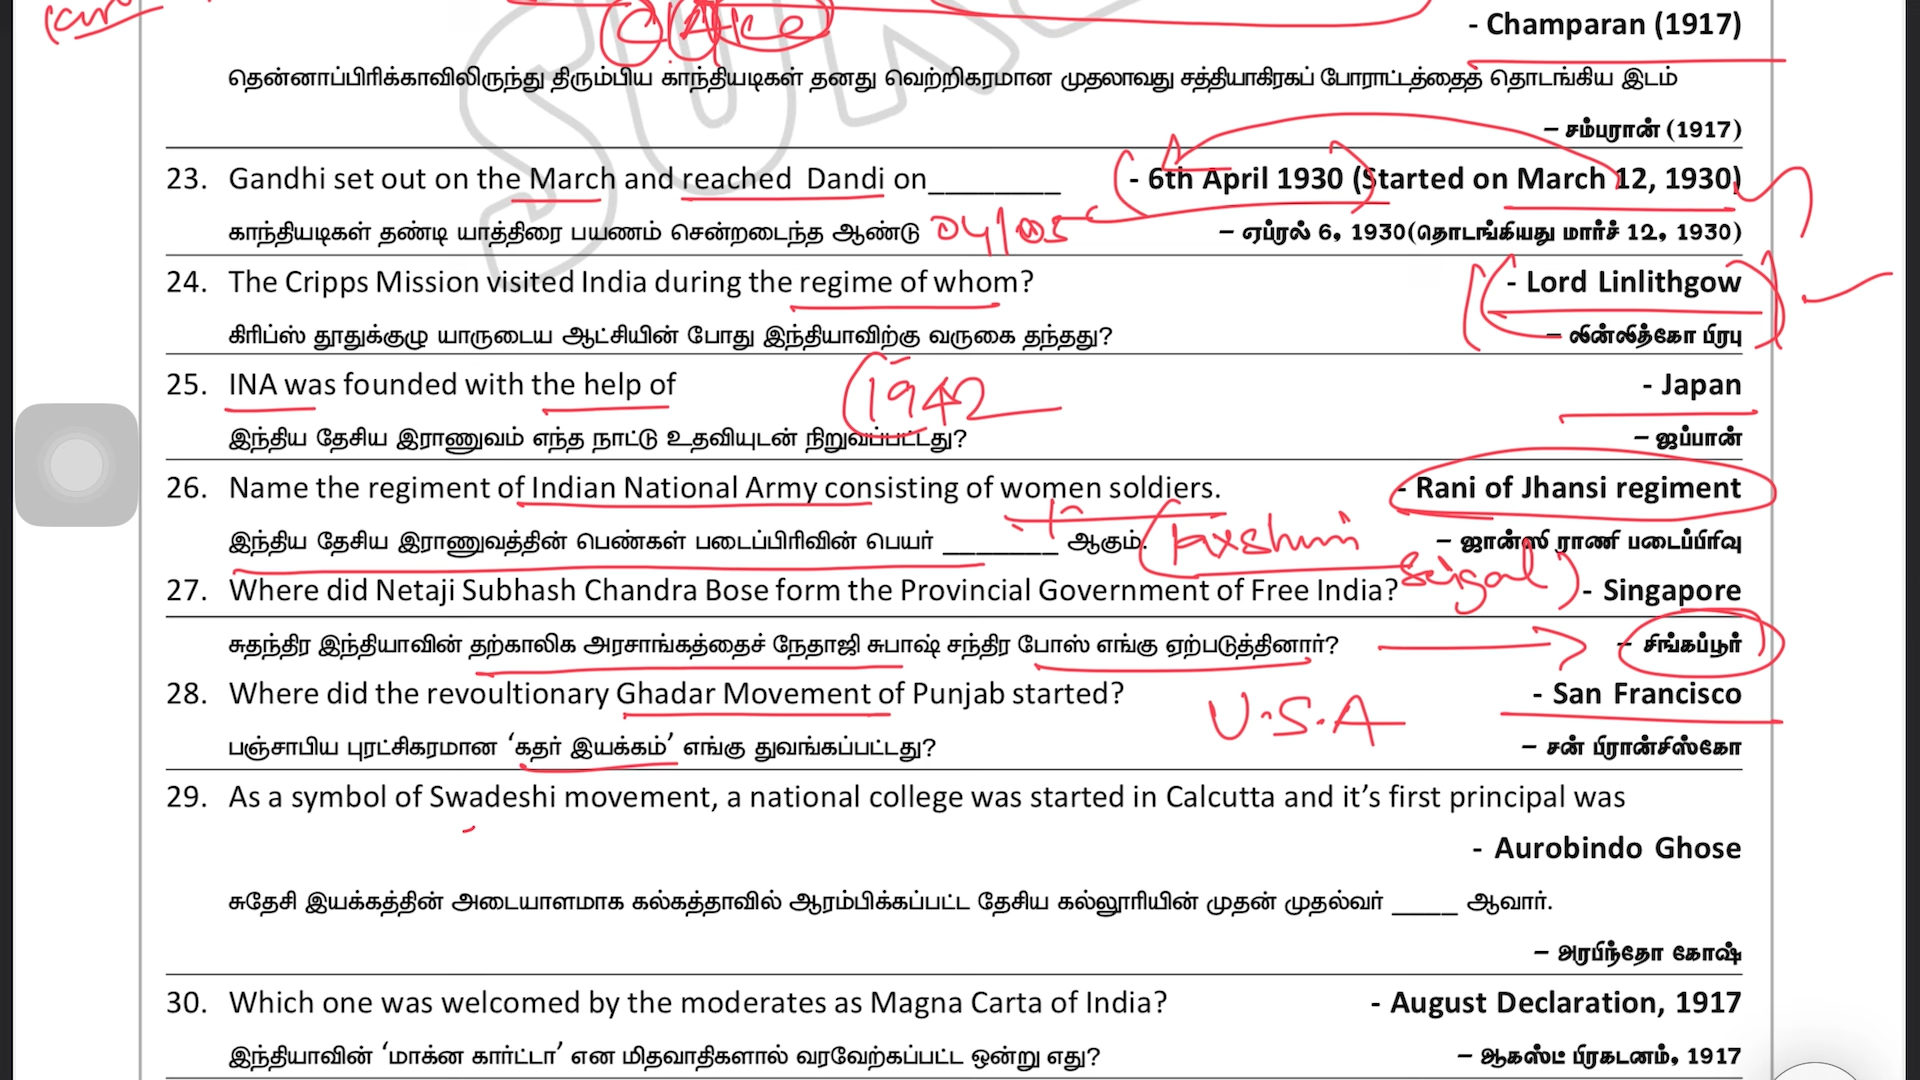 - Champaran (1917)
தென்னாப்பிரிக்காவிலிருந்து திரும்பிய காந்தியடிகள் தனது வெற்றிகரமான முதலாவது சத்தியாகிரகப் போராட்டத்தைத் தொடங்கிய இடம்
– சம்பரான் (1917)
23. Gandhi set out on the March and reached Dandi on________ - 6th April 1930 (Started on March 12, 1930)
காந்தியடிகள் தண்டி யாத்திரை பயணம் சென்றடைந்த ஆண்டு – ஏப்ரல் 6, 1930(தொடங்கியது மார்ச் 12, 1930)
24. The Cripps Mission visited India during the regime of whom? - Lord Linlithgow
கிரிப்ஸ் தூதுக்குழு யாருடைய ஆட்சியின் போது இந்தியாவிற்கு வருகை தந்தது? – லின்லித்கோ பிரபு
25. INA was founded with the help of 1942 - Japan
இந்திய தேசிய இராணுவம் எந்த நாட்டு உதவியுடன் நிறுவப்பட்டது? – ஜப்பான்
26. Name the regiment of Indian National Army consisting of women soldiers. - Rani of Jhansi regiment
இந்திய தேசிய இராணுவத்தின் பெண்கள் படைப்பிரிவின் பெயர் _______ ஆகும். – ஜான்ஸி ராணி படைப்பிரிவு
27. Where did Netaji Subhash Chandra Bose form the Provincial Government of Free India? - Singapore
சுதந்திர இந்தியாவின் தற்காலிக அரசாங்கத்தைச் நேதாஜி சுபாஷ் சந்திர போஸ் எங்கு ஏற்படுத்தினார்? – சிங்கப்பூர்
28. Where did the revoultionary Ghadar Movement of Punjab started? U.S.A - San Francisco
பஞ்சாபிய புரட்சிகரமான ‘கதர் இயக்கம்’ எங்கு துவங்கப்பட்டது? – சன் பிரான்சிஸ்கோ
29. As a symbol of Swadeshi movement, a national college was started in Calcutta and it’s first principal was
- Aurobindo Ghose
சுதேசி இயக்கத்தின் அடையாளமாக கல்கத்தாவில் ஆரம்பிக்கப்பட்ட தேசிய கல்லூரியின் முதன் முதல்வர் _____ ஆவார்.
– அரபிந்தோ கோஷ்
30. Which one was welcomed by the moderates as Magna Carta of India? - August Declaration, 1917
இந்தியாவின் ‘மாக்ன கார்ட்டா’ என மிதவாதிகளால் வரவேற்கப்பட்ட ஒன்று எது? – ஆகஸ்ட் பிரகடனம், 1917